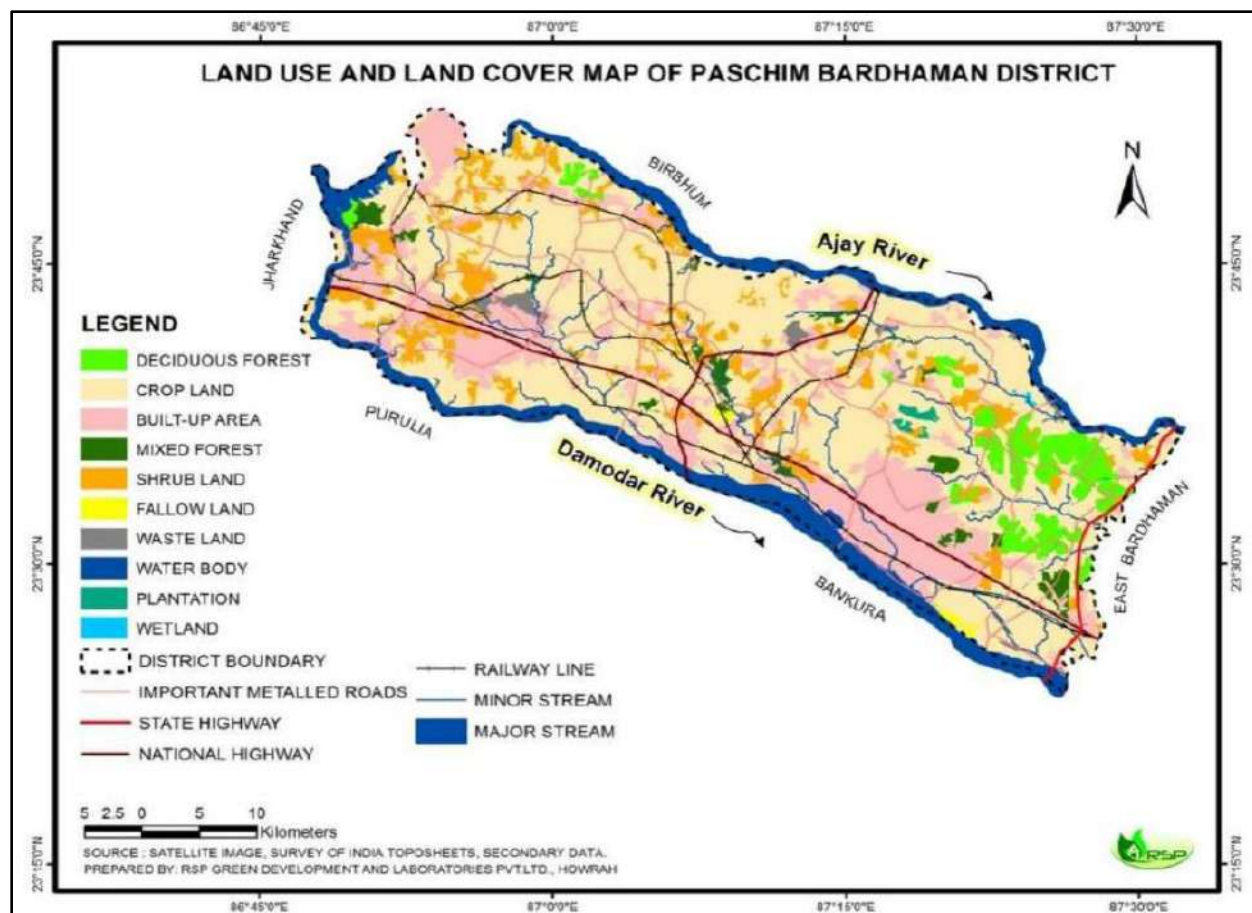 86°45'0"E 87°0'0"E 87°15'0"E 87°30'0"E
LAND USE AND LAND COVER MAP OF PASCHIM BARDHAMAN DISTRICT
N
BIRBHUM
JHARKHAND
Ajay River
23°45'0"N
23°45'0"N
PURULIA
Damodar River
BANKURA
EAST BARDHAMAN
23°30'0"N
23°30'0"N
LEGEND
DECIDUOUS FOREST
CROP LAND
BUILT-UP AREA
MIXED FOREST
SHRUB LAND
FALLOW LAND
WASTE LAND
WATER BODY
PLANTATION
WETLAND
DISTRICT BOUNDARY
IMPORTANT METALLED ROADS
STATE HIGHWAY
NATIONAL HIGHWAY
RAILWAY LINE
MINOR STREAM
MAJOR STREAM
5 2.5 0 5 10
Kilometers
SOURCE : SATELLITE IMAGE, SURVEY OF INDIA TOPOSHEETS, SECONDARY DATA.
PREPARED BY: RSP GREEN DEVELOPMENT AND LABORATORIES PVT.LTD., HOWRAH
RSP
23°15'0"N
23°15'0"N
86°45'0"E 87°0'0"E 87°15'0"E 87°30'0"E